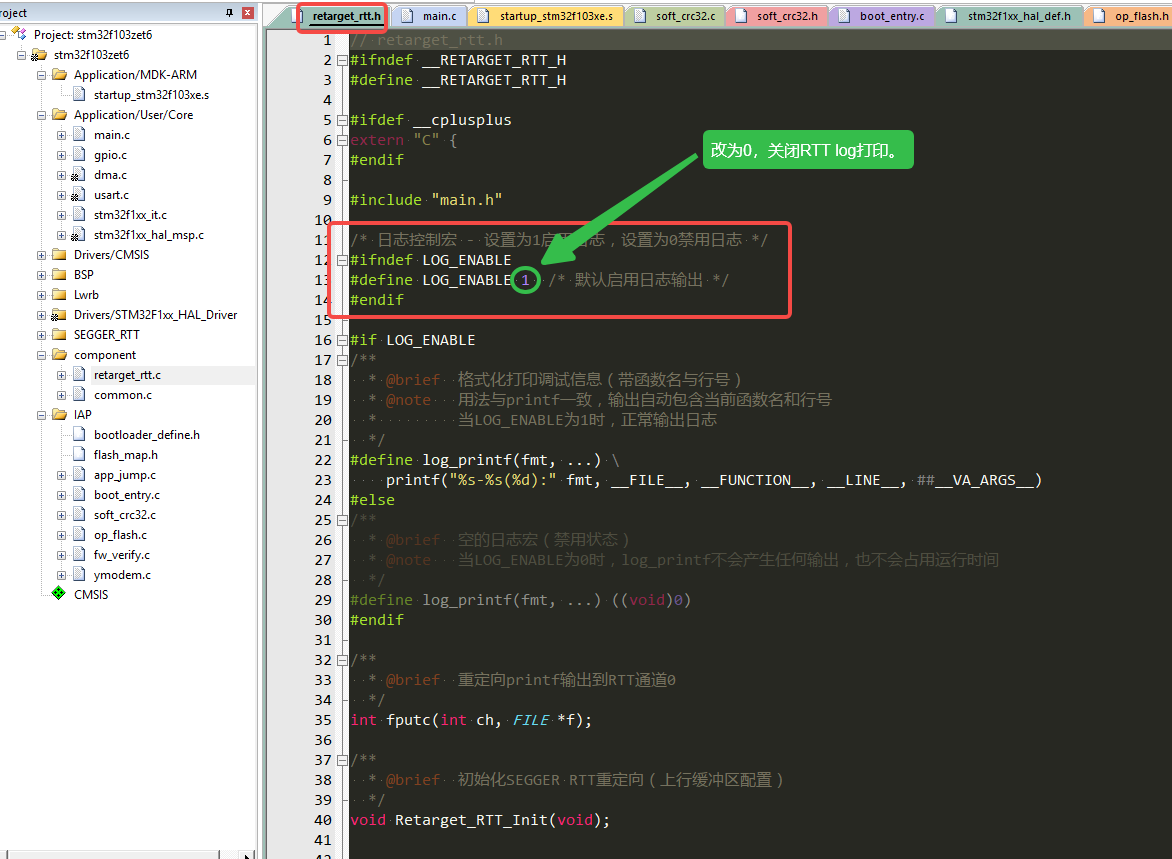 roject
Project: stm32f103zet6
stm32f103zet6
Application/MDK-ARM
startup_stm32f103xe.s
Application/User/Core
main.c
gpio.c
dma.c
usart.c
stm32f1xx_it.c
stm32f1xx_hal_msp.c
Drivers/CMSIS
BSP
Lwrb
Drivers/STM32F1xx_HAL_Driver
SEGGER_RTT
component
retarget_rtt.c
common.c
IAP
bootloader_define.h
flash_map.h
app_jump.c
boot_entry.c
soft_crc32.c
op_flash.c
fw_verify.c
ymodem.c
CMSIS
retarget_rtt.h main.c startup_stm32f103xe.s soft_crc32.c soft_crc32.h boot_entry.c stm32f1xx_hal_def.h op_flash.h
1 // retarget_rtt.h
2 #ifndef __RETARGET_RTT_H
3 #define __RETARGET_RTT_H
4
5 #ifdef __cplusplus
6 extern "C" {
7 #endif
8
9 #include "main.h"
10
11 /* 日志控制宏 - 设置为1启用日志，设置为0禁用日志 */
12 #ifndef LOG_ENABLE
13 #define LOG_ENABLE 1 /* 默认启用日志输出 */
14 #endif
15
16 #if LOG_ENABLE
17 /**
18 * @brief 格式化打印调试信息（带函数名与行号）
19 * @note 用法与printf一致，输出自动包含当前函数名和行号
20 * 当LOG_ENABLE为1时，正常输出日志
21 */
22 #define log_printf(fmt, ...) \
23 printf("%s-%s(%d):" fmt, __FILE__, __FUNCTION__, __LINE__, ##__VA_ARGS__)
24 #else
25 /**
26 * @brief 空的日志宏（禁用状态）
27 * @note 当LOG_ENABLE为0时，log_printf不会产生任何输出，也不会占用运行时间
28 */
29 #define log_printf(fmt, ...) ((void)0)
30 #endif
31
32 /**
33 * @brief 重定向printf输出到RTT通道0
34 */
35 int fputc(int ch, FILE *f);
36
37 /**
38 * @brief 初始化SEGGER RTT重定向（上行缓冲区配置）
39 */
40 void Retarget_RTT_Init(void);
41
42
改为0，关闭RTT log打印。